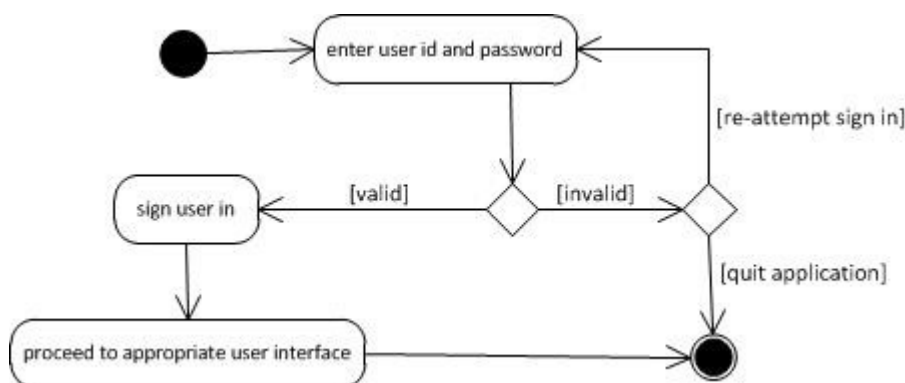 enter user id and password
[re-attempt sign in]
[valid]
[invalid]
sign user in
[quit application]
proceed to appropriate user interface